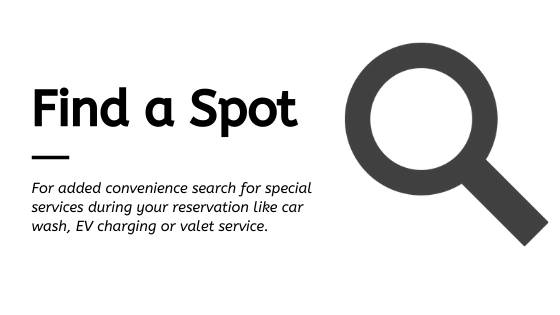 Find a Spot
For added convenience search for special
services during your reservation like car
wash, EV charging or valet service.